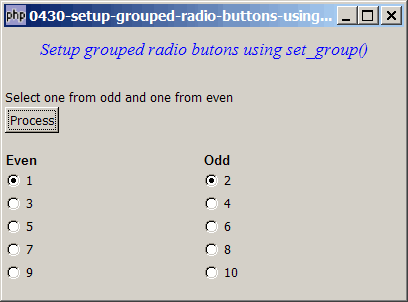 php 0430-setup-grouped-radio-buttons-using...
Setup grouped radio butons using set_group()
Select one from odd and one from even
Process
Even Odd
1 2
3 4
5 6
7 8
9 10